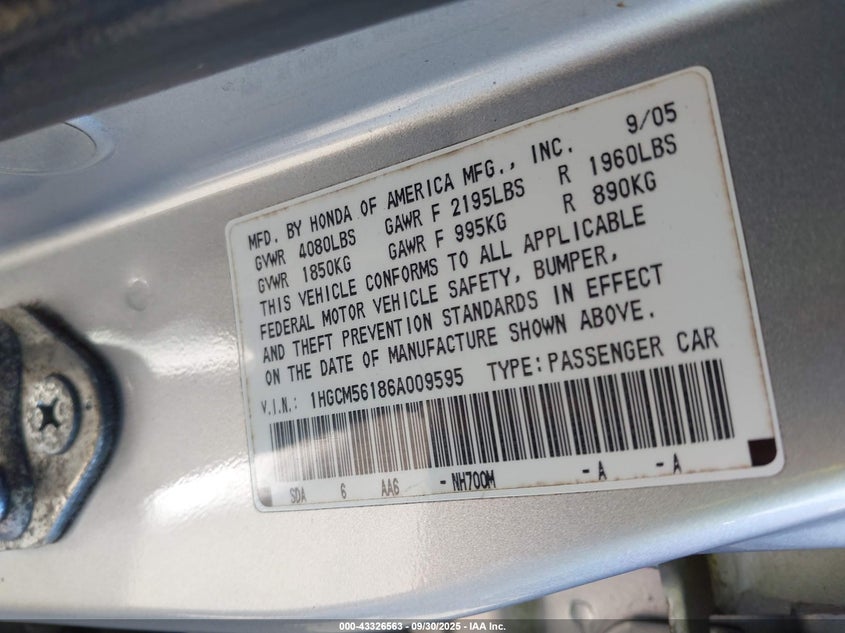 MFD. BY HONDA OF AMERICA MFG., INC. 9/05
GVWR 4080LBS GAWR F 2195LBS R 1960LBS
GVWR 1850KG GAWR F 995KG R 890KG
THIS VEHICLE CONFORMS TO ALL APPLICABLE
FEDERAL MOTOR VEHICLE SAFETY, BUMPER,
AND THEFT PREVENTION STANDARDS IN EFFECT
ON THE DATE OF MANUFACTURE SHOWN ABOVE.
V.I.N.: 1HGCM56186A009595 TYPE:PASSENGER CAR
SDA 6 AA6 -NH700M -A -A
000-43326563 - 09/30/2025 - IAA Inc.